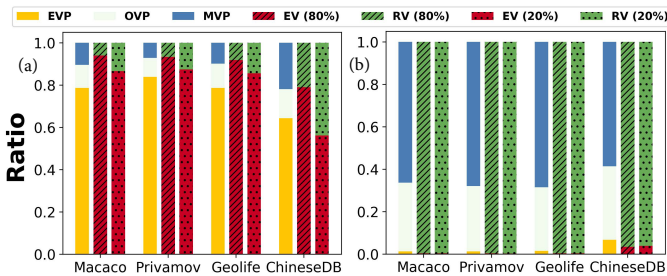 EVP OVP MVP EV (80%) RV (80%) EV (20%) RV (20%)
(a)
Ratio
1.0
0.8
0.6
0.4
0.2
0.0
Macaco Privamov Geolife ChineseDB
(b)
1.0
0.8
0.6
0.4
0.2
0.0
Macaco Privamov Geolife ChineseDB